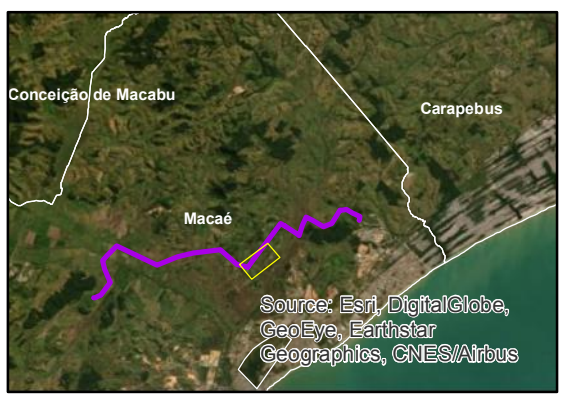 Conceição de Macabu
Carapebus
Macaé
Source: Esri, DigitalGlobe,
GeoEye, Earthstar
Geographics, CNES/Airbus